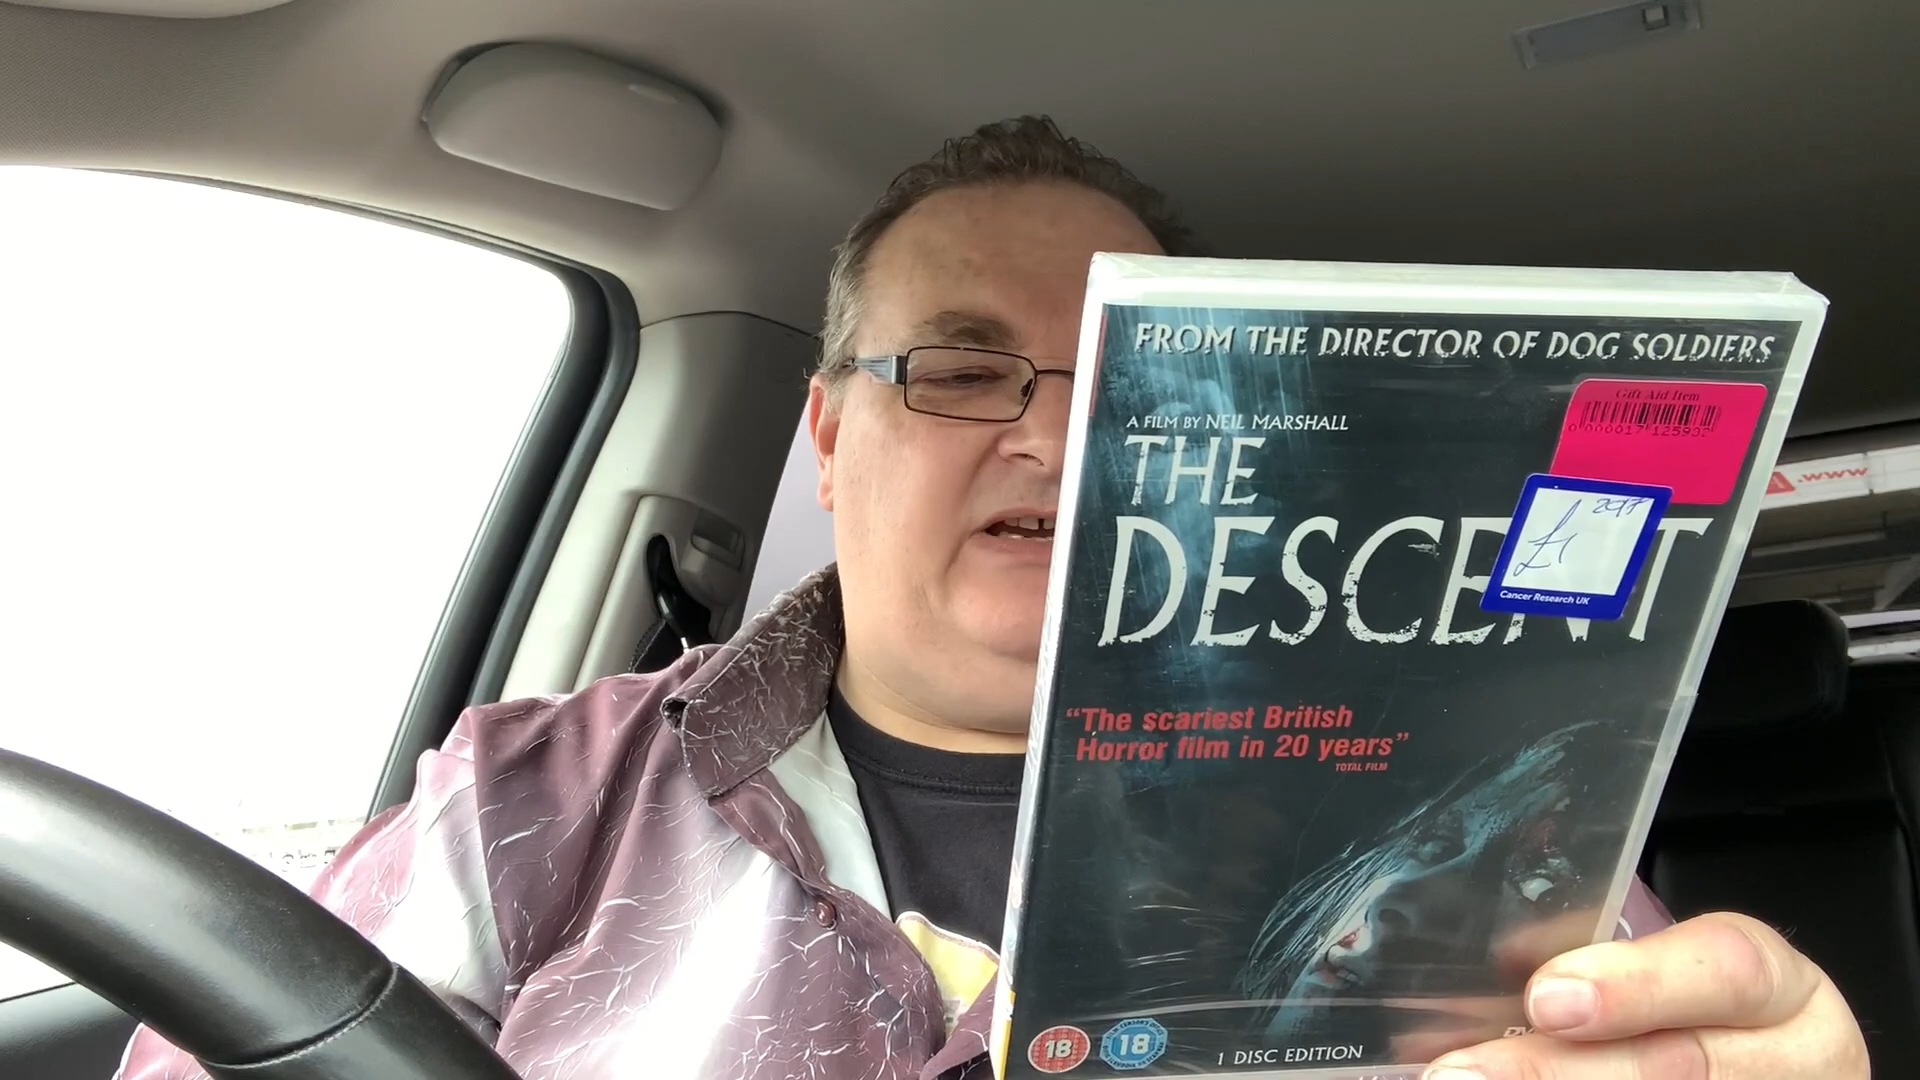 FROM THE DIRECTOR OF DOG SOLDIERS
Gift Aid Item
A FILM BY NEIL MARSHALL
THE
DESCENT
£1
Cancer Research UK
.www
"The scariest British
Horror film in 20 years"
TOTAL FILM
18
18
1 DISC EDITION